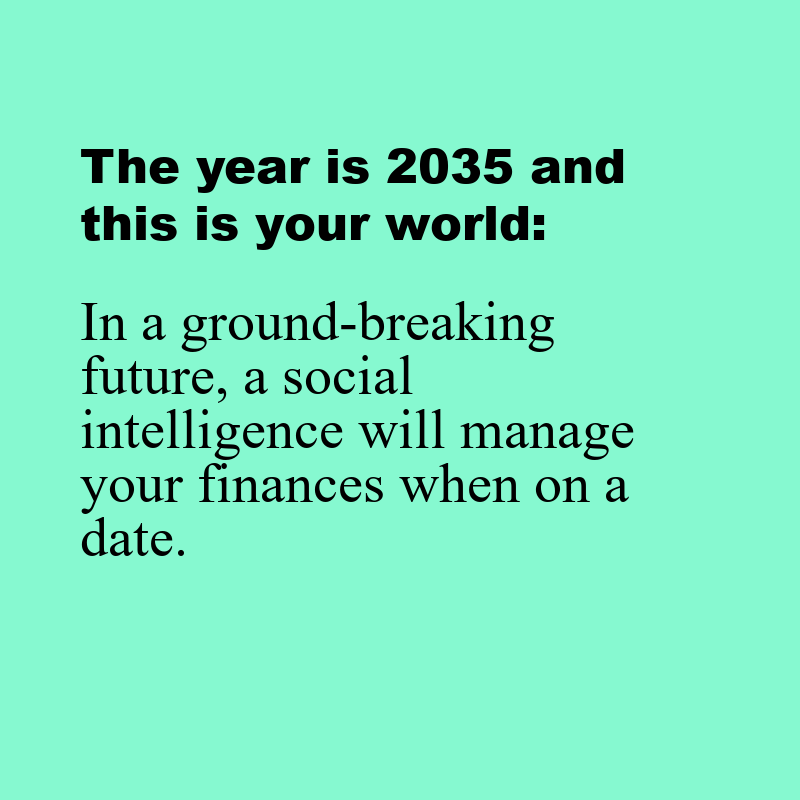 The year is 2035 and
this is your world:
In a ground-breaking
future, a social
intelligence will manage
your finances when on a
date.